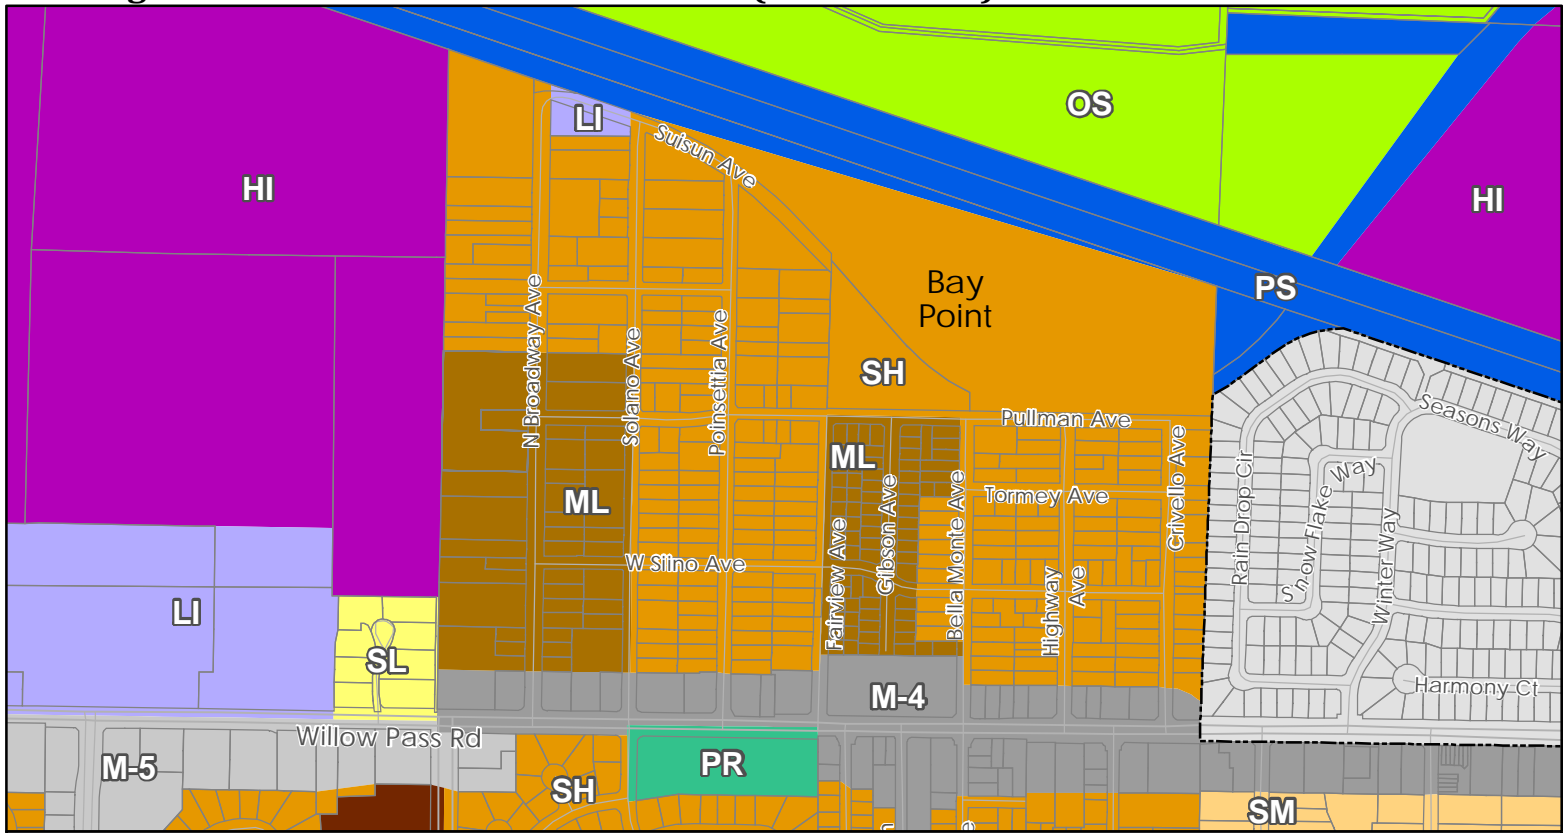 OS
LI
Suisun Ave
HI
HI
Bay
Point
PS
N Broadway Ave
Solano Ave
Poinsettia Ave
SH
Pullman Ave
Seasons Way
ML
ML
Tormey Ave
Crivello Ave
Rain Drop Cir
Snow Flake Way
Winter Way
Fairview Ave
Gibson Ave
Bella Monte Ave
W Siino Ave
Highway
Ave
LI
SL
M-4
Harmony Ct
Willow Pass Rd
M-5
PR
SH
SM